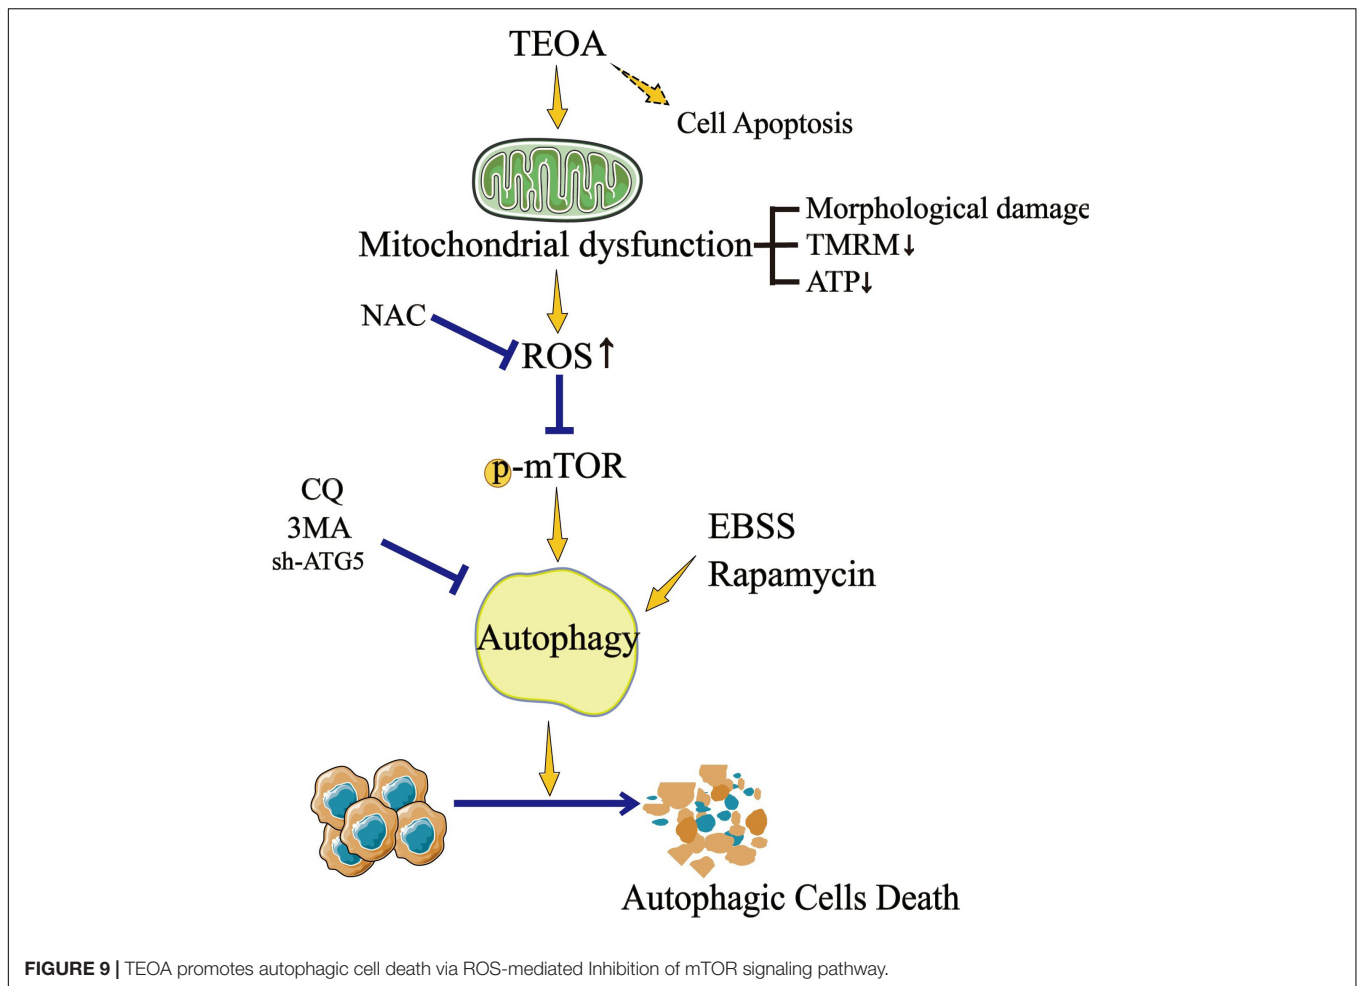 TEOA
Cell Apoptosis
Morphological damage
Mitochondrial dysfunction
TMRM↓
ATP↓
NAC
ROS↑
p-mTOR
CQ
3MA
sh-ATG5
EBSS
Rapamycin
Autophagy
Autophagic Cells Death
FIGURE 9 | TEOA promotes autophagic cell death via ROS-mediated Inhibition of mTOR signaling pathway.